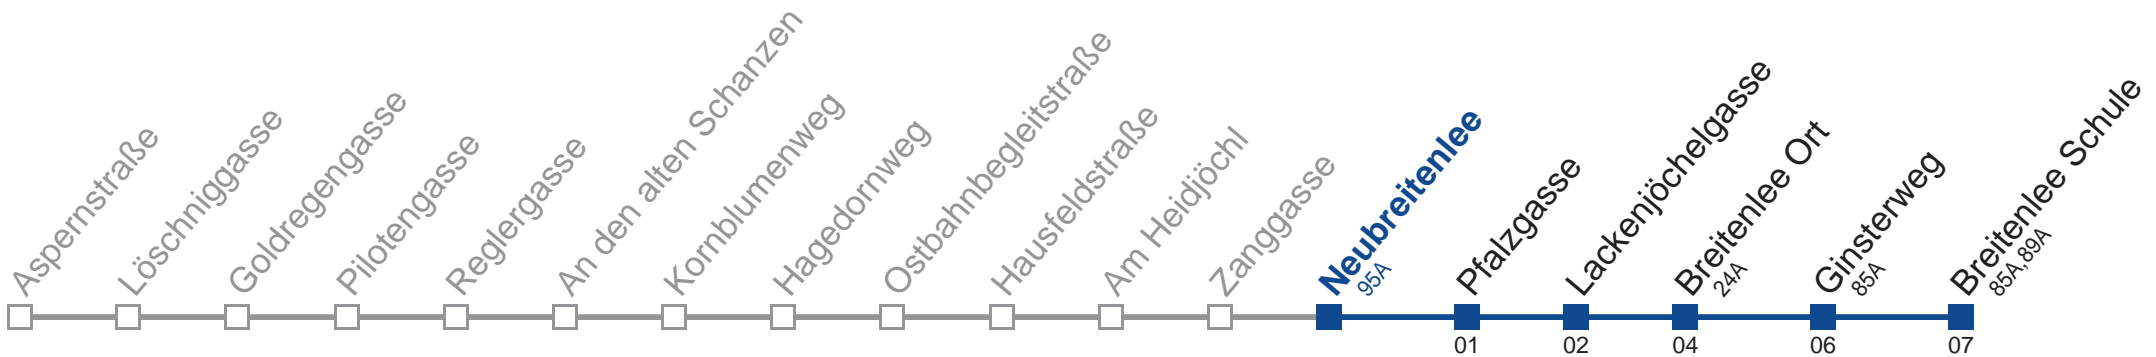 Aspernstraße
Löschniggasse
Goldregengasse
Pilotengasse
Reglergasse
An den alten Schanzen
Kornblumenweg
Hagedornweg
Ostbahnbegleitstraße
Hausfeldstraße
Am Heidjöchl
Zanggasse
Neubreitenlee
95A
Pfalzgasse
Lackenjöchelgasse
Breitenlee Ort
24A
Ginsterweg
85A
Breitenlee Schule
85A, 89A
01
02
04
06
07